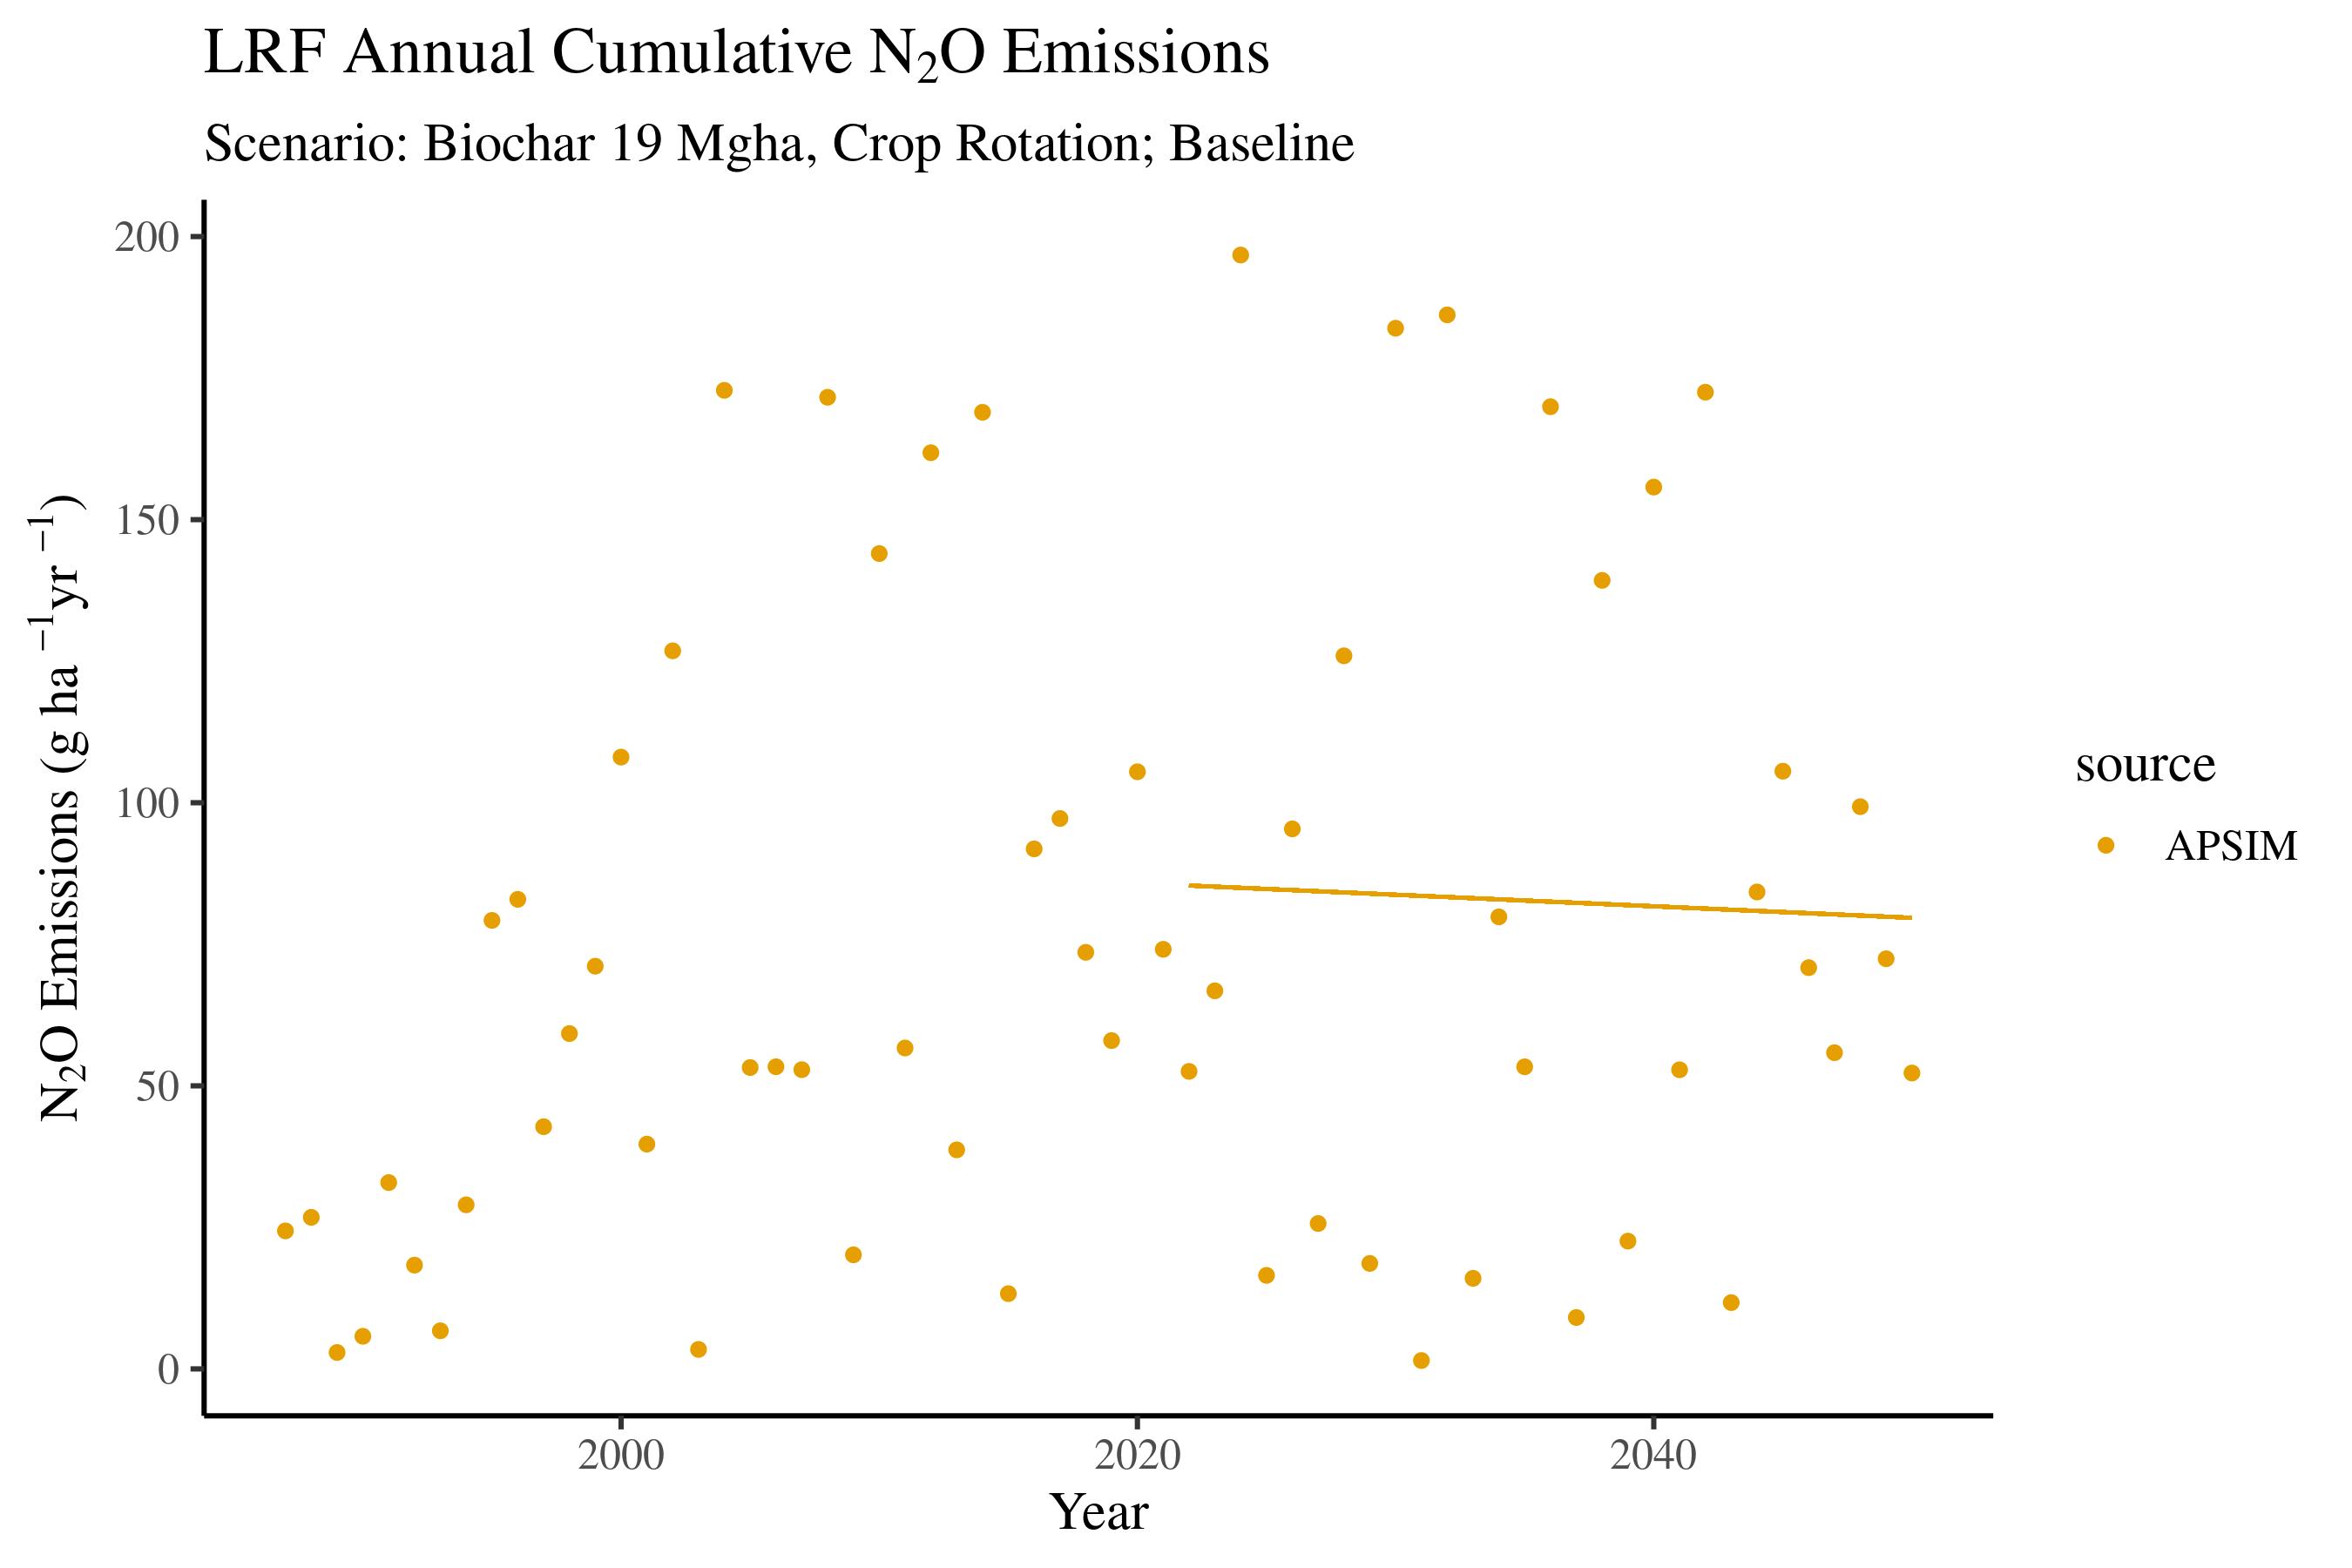 LRF Annual Cumulative N₂O Emissions
Scenario: Biochar 19 Mgha, Crop Rotation; Baseline
N₂O Emissions (g ha ⁻¹yr ⁻¹)
200
150
100
50
0
2000 2020 2040
Year
source
APSIM